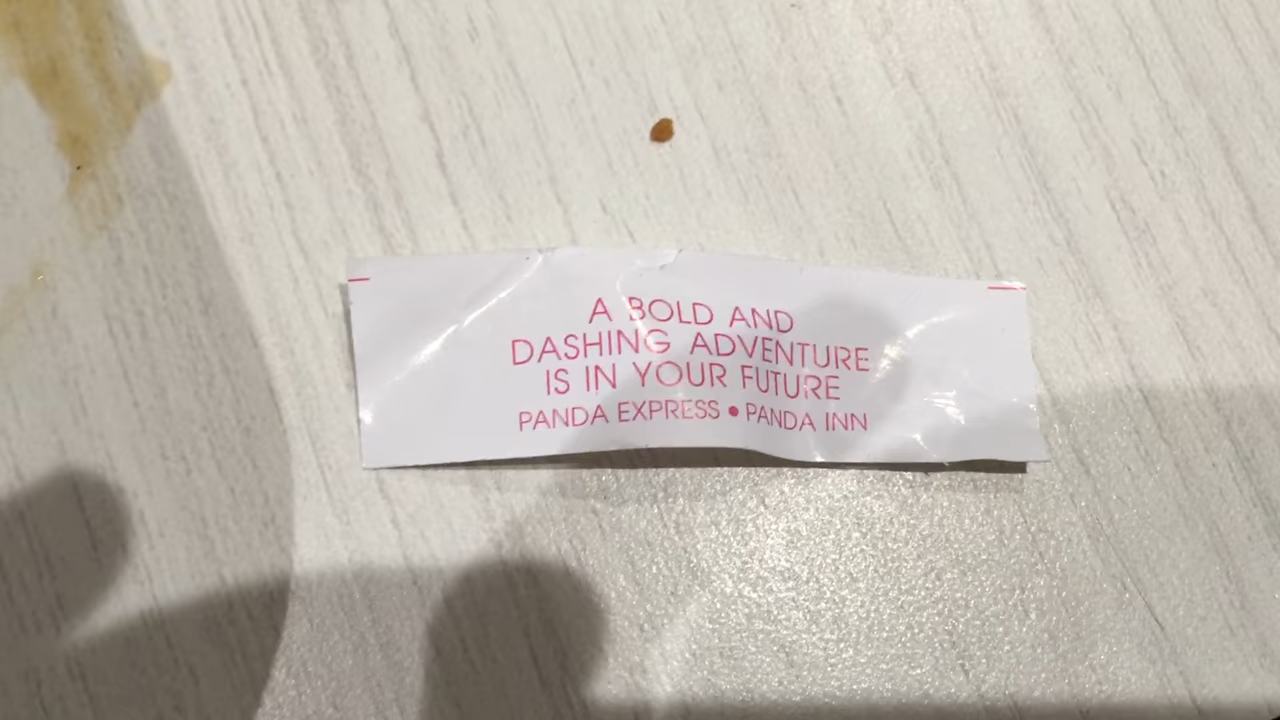 A BOLD AND
DASHING ADVENTURE
IS IN YOUR FUTURE
PANDA EXPRESS • PANDA INN